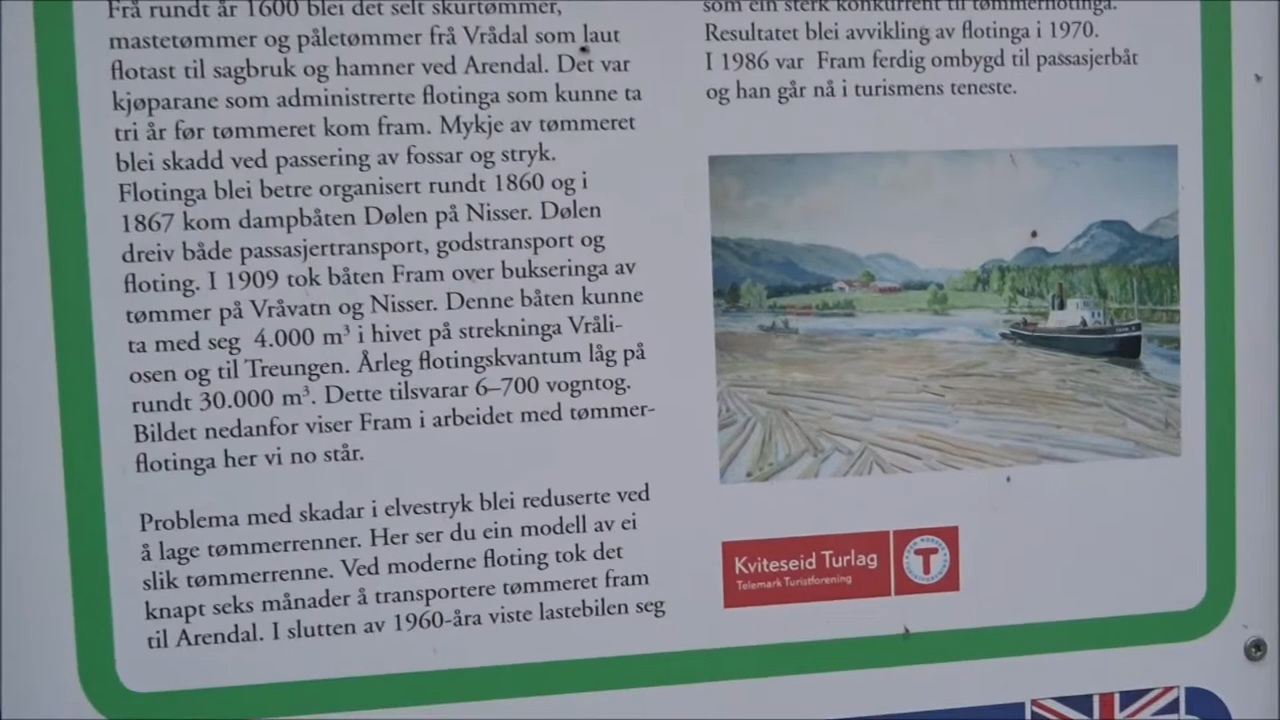 Frå rundt år 1600 blei det selt skurtømmer,
mastetømmer og påletømmer frå Vrådal som laut
flotast til sagbruk og hamner ved Arendal. Det var
kjøparane som administrerte flotinga som kunne ta
tri år før tømmeret kom fram. Mykje av tømmeret
blei skadd ved passering av fossar og stryk.
Flotinga blei betre organisert rundt 1860 og i
1867 kom dampbåten Dølen på Nisser. Dølen
dreiv både passasjertransport, godstransport og
floting. I 1909 tok båten Fram over bukseringa av
tømmer på Vråvatn og Nisser. Denne båten kunne
ta med seg 4.000 m³ i hivet på strekninga Vråli-
osen og til Treungen. Årleg flotingskvantum låg på
rundt 30.000 m³. Dette tilsvarar 6–700 vogntog.
Bildet nedanfor viser Fram i arbeidet med tømmer-
flotinga her vi no står.
Problema med skadar i elvestryk blei reduserte ved
å lage tømmerrenner. Her ser du ein modell av ei
slik tømmerrenne. Ved moderne floting tok det
knapt seks månader å transportere tømmeret fram
til Arendal. I slutten av 1960-åra viste lastebilen seg
som ein sterk konkurrent til tømmerflotinga.
Resultatet blei avvikling av flotinga i 1970.
I 1986 var Fram ferdig ombygd til passasjerbåt
og han går nå i turismens teneste.
Kviteseid Turlag
Telemark Turistforening
DEN NORSKE
T
TURISTFORENING